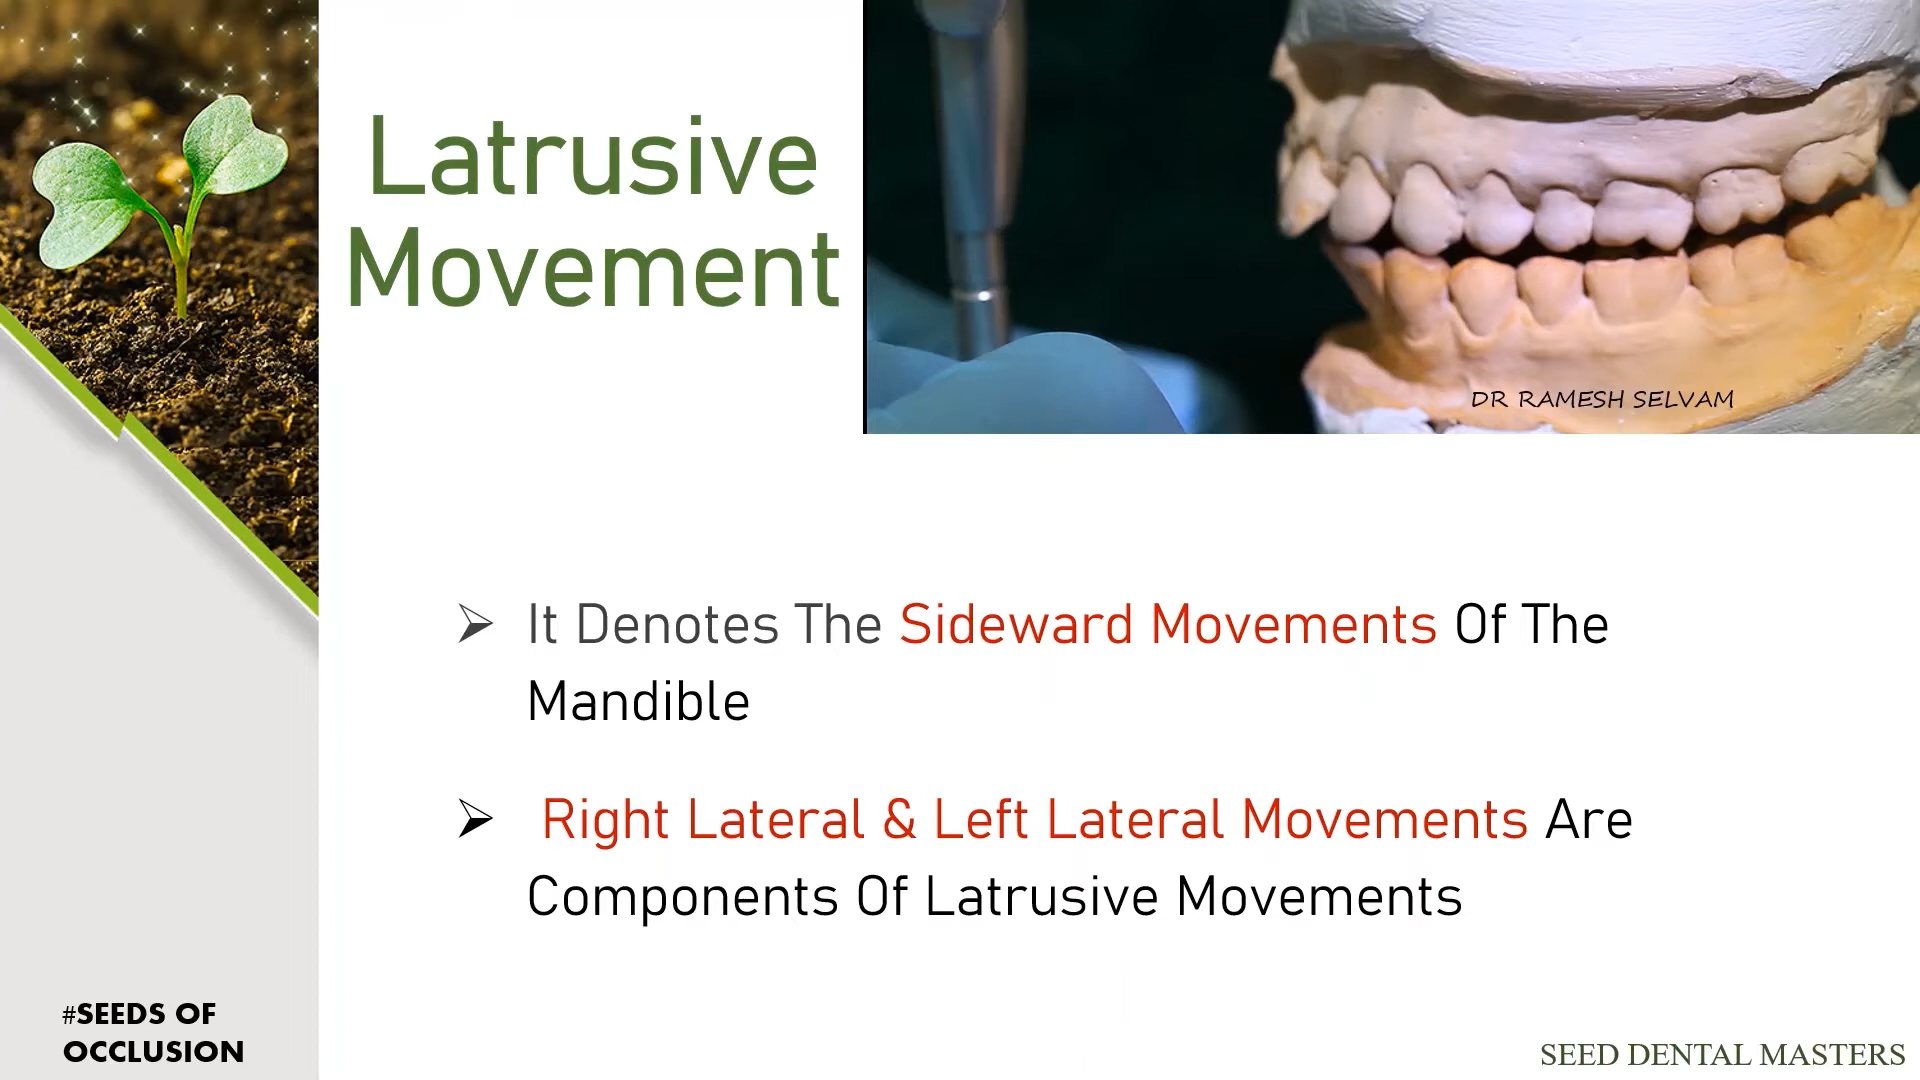 Latrusive
Movement
DR RAMESH SELVAM
➢ It Denotes The Sideward Movements Of The
Mandible
➢ Right Lateral & Left Lateral Movements Are
Components Of Latrusive Movements
#SEEDS OF
OCCLUSION
SEED DENTAL MASTERS